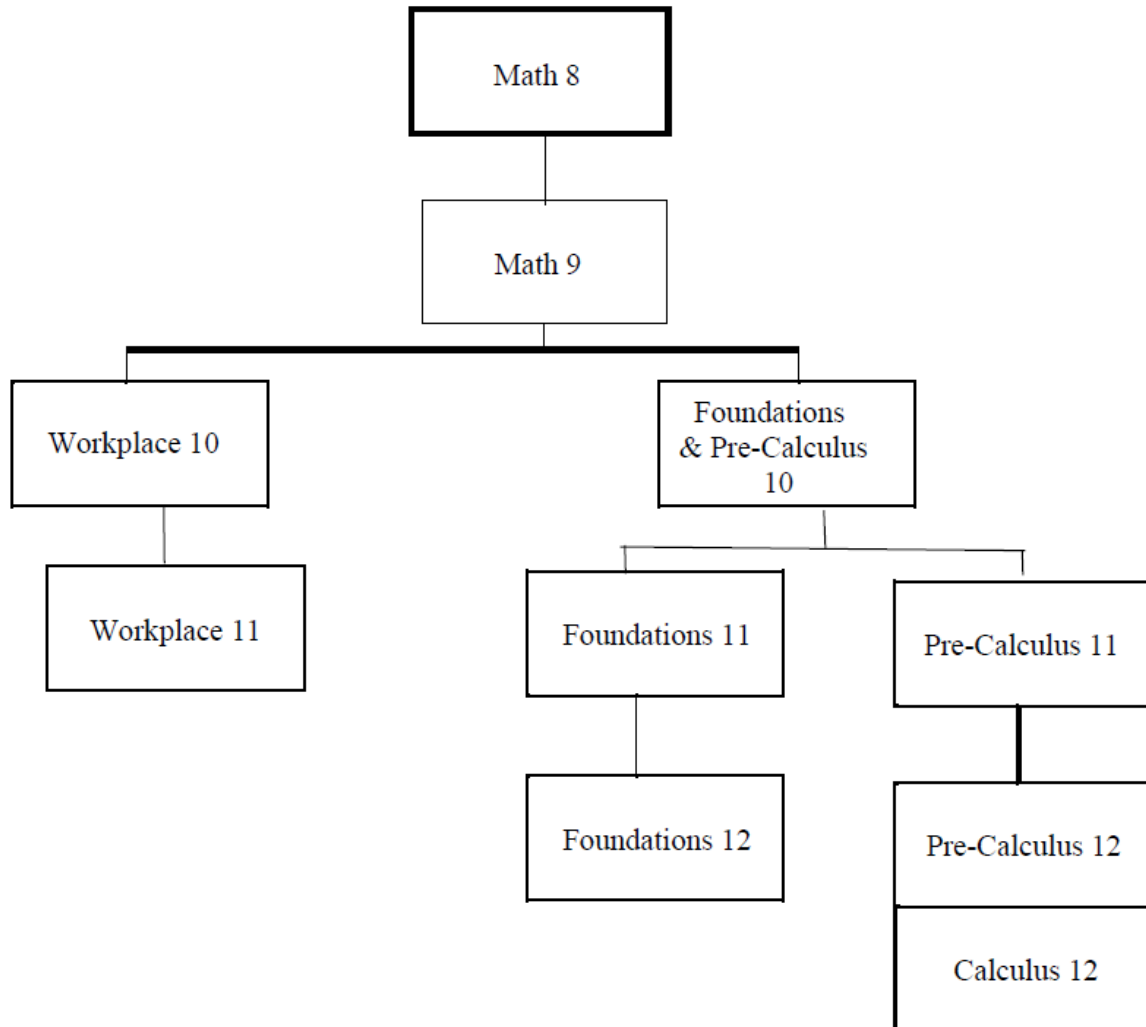 Math 8
Math 9
Workplace 10
Foundations
& Pre-Calculus
10
Workplace 11
Foundations 11
Pre-Calculus 11
Foundations 12
Pre-Calculus 12
Calculus 12